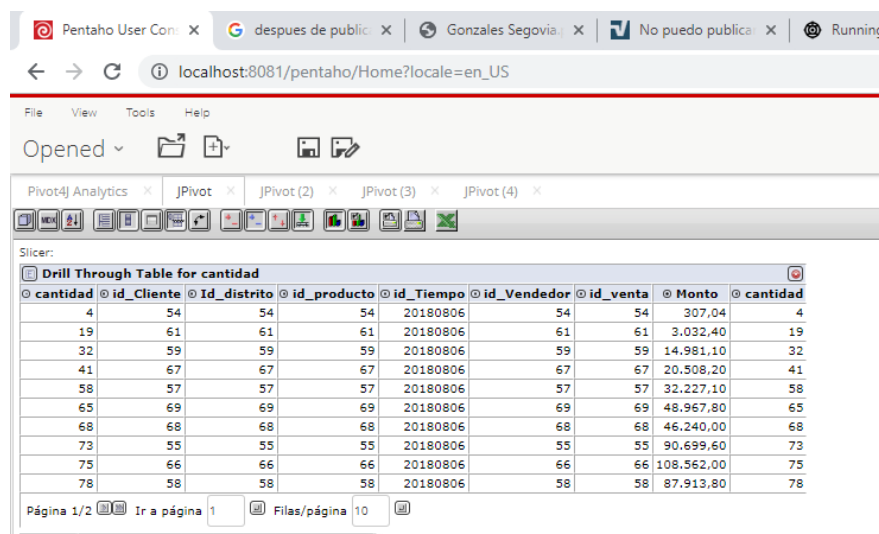 Pentaho User Con
despues de public
Gonzales Segovia.
No puedo publica
Running
localhost:8081/pentaho/Home?locale=en_US
File View Tools Help
Opened
Pivot4J Analytics JPivot JPivot (2) JPivot (3) JPivot (4)
MDX
Slicer:
Drill Through Table for cantidad
cantidad id_Cliente Id_distrito id_producto id_Tiempo id_Vendedor id_venta Monto cantidad
4 54 54 54 20180806 54 54 307,04 4
19 61 61 61 20180806 61 61 3.032,40 19
32 59 59 59 20180806 59 59 14.981,10 32
41 67 67 67 20180806 67 67 20.508,20 41
58 57 57 57 20180806 57 57 32.227,10 58
65 69 69 69 20180806 69 69 48.967,80 65
68 68 68 68 20180806 68 68 46.240,00 68
73 55 55 55 20180806 55 55 90.699,60 73
75 66 66 66 20180806 66 66 108.562,00 75
78 58 58 58 20180806 58 58 87.913,80 78
Página 1/2 Ir a página 1 Filas/página 10